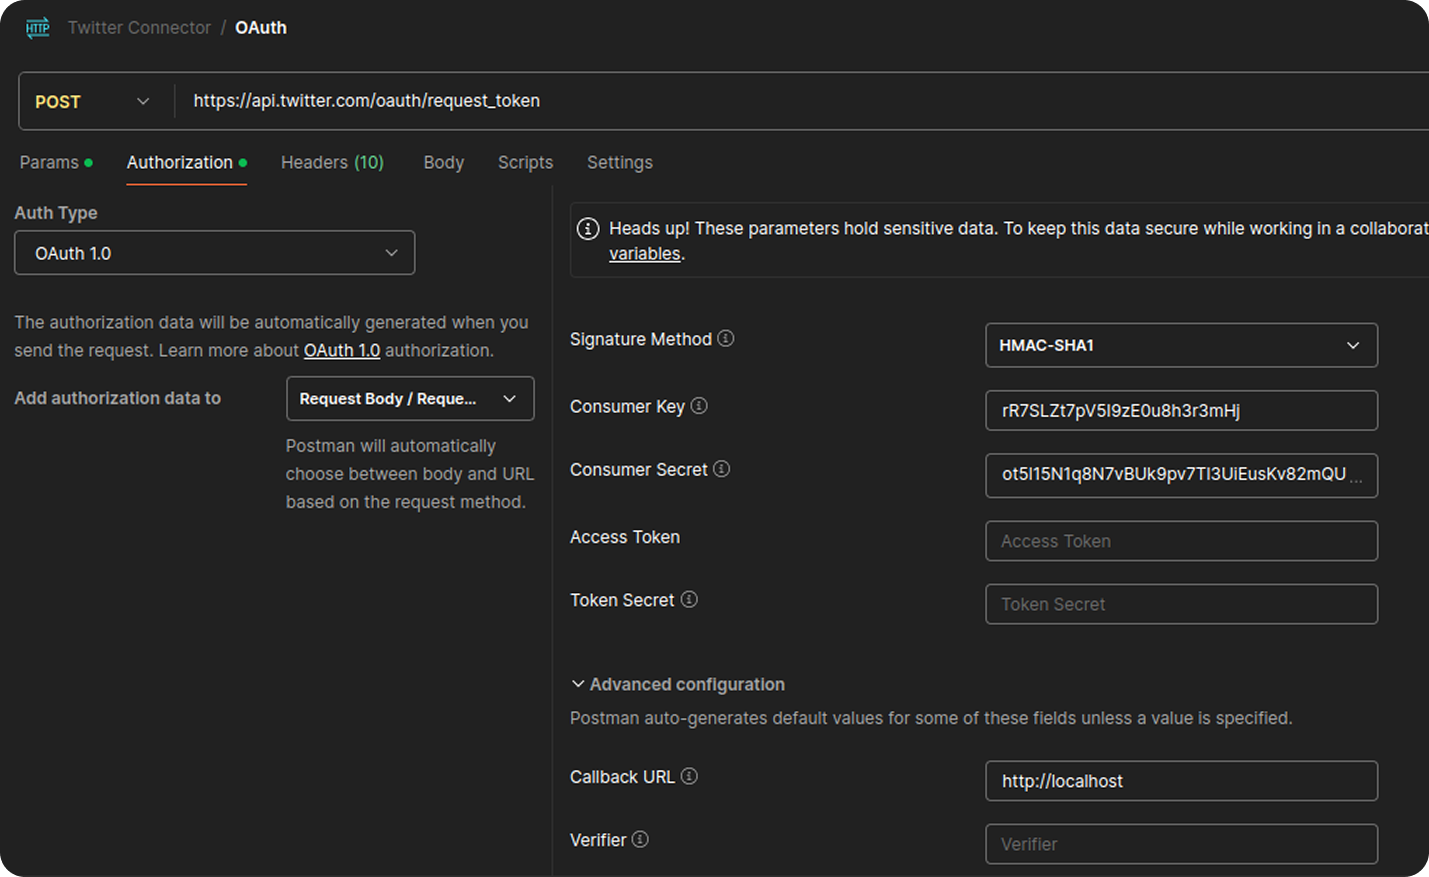 HTTP Twitter Connector / OAuth
POST https://api.twitter.com/oauth/request_token
Params Authorization Headers (10) Body Scripts Settings
Auth Type
OAuth 1.0
The authorization data will be automatically generated when you
send the request. Learn more about OAuth 1.0 authorization.
Add authorization data to Request Body / Reque...
Postman will automatically
choose between body and URL
based on the request method.
Heads up! These parameters hold sensitive data. To keep this data secure while working in a collaborat
variables.
Signature Method HMAC-SHA1
Consumer Key rR7SLZt7pV5I9zE0u8h3r3mHj
Consumer Secret ot5l15N1q8N7vBUk9pv7TI3UiEusKv82mQU ...
Access Token Access Token
Token Secret Token Secret
Advanced configuration
Postman auto-generates default values for some of these fields unless a value is specified.
Callback URL http://localhost
Verifier Verifier